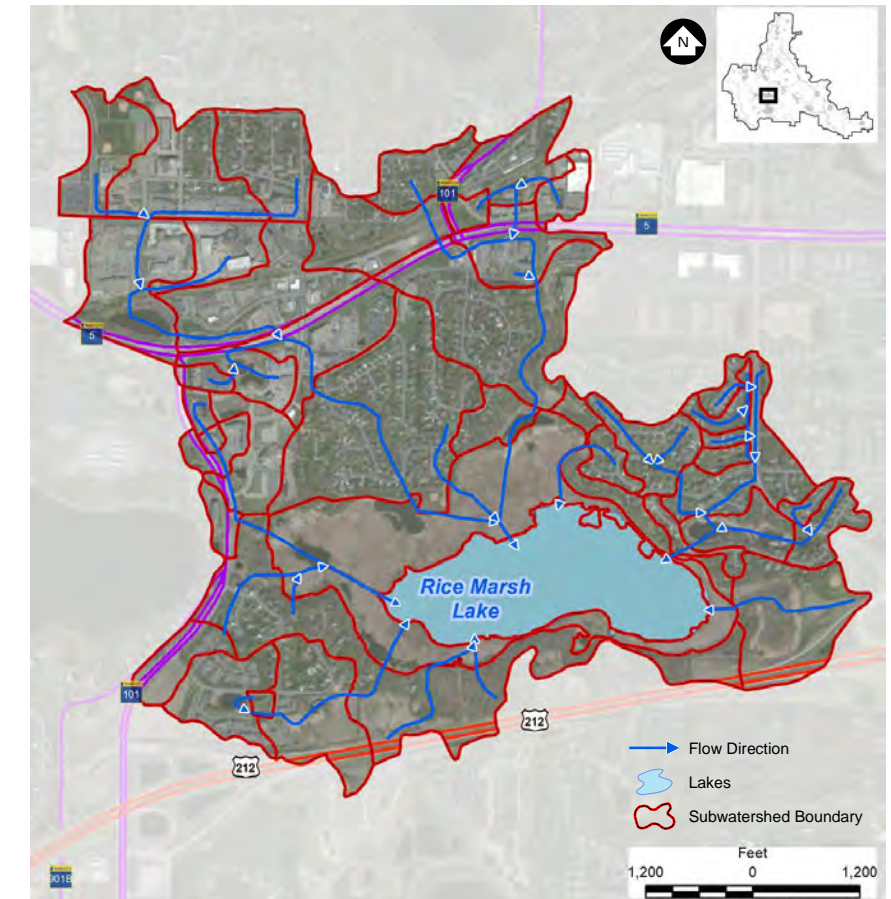 N
101
5
5
Rice Marsh
Lake
101
212
212
Flow Direction
Lakes
Subwatershed Boundary
Feet
1,200 0 1,200